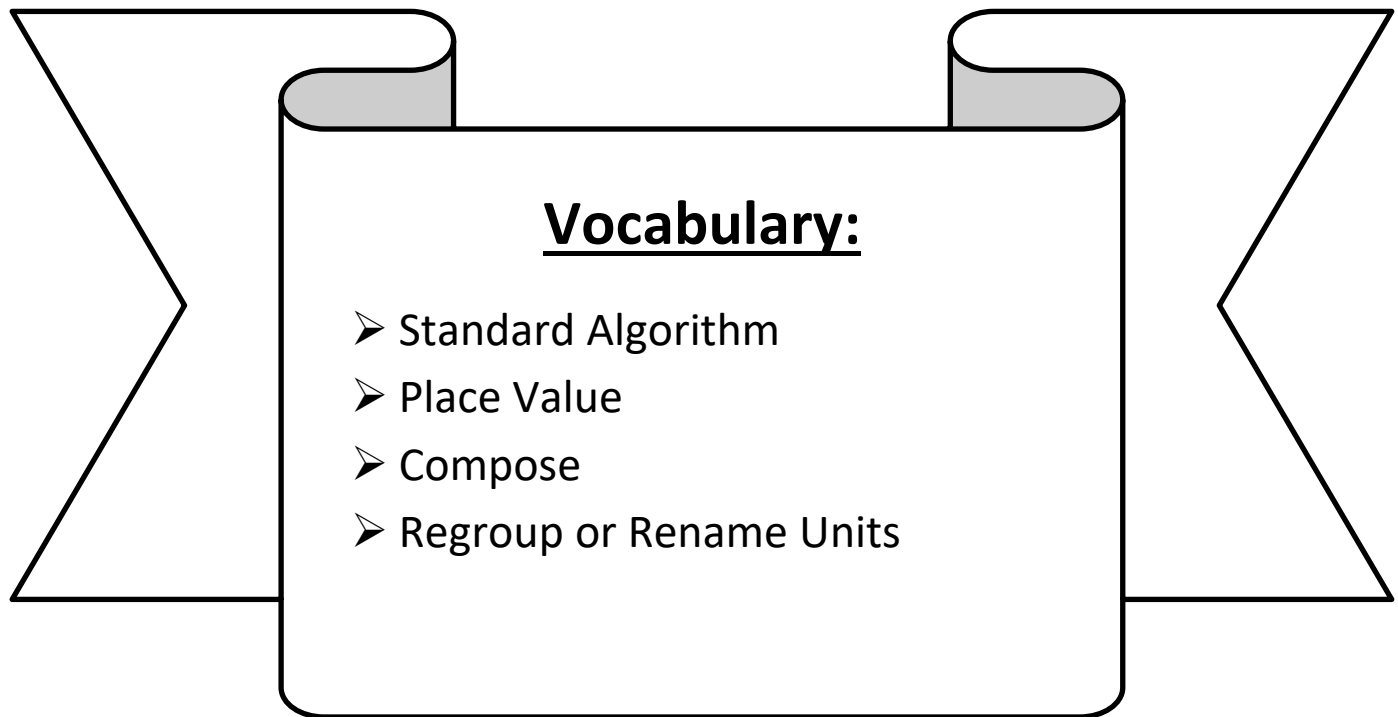 Vocabulary:
➢ Standard Algorithm
➢ Place Value
➢ Compose
➢ Regroup or Rename Units